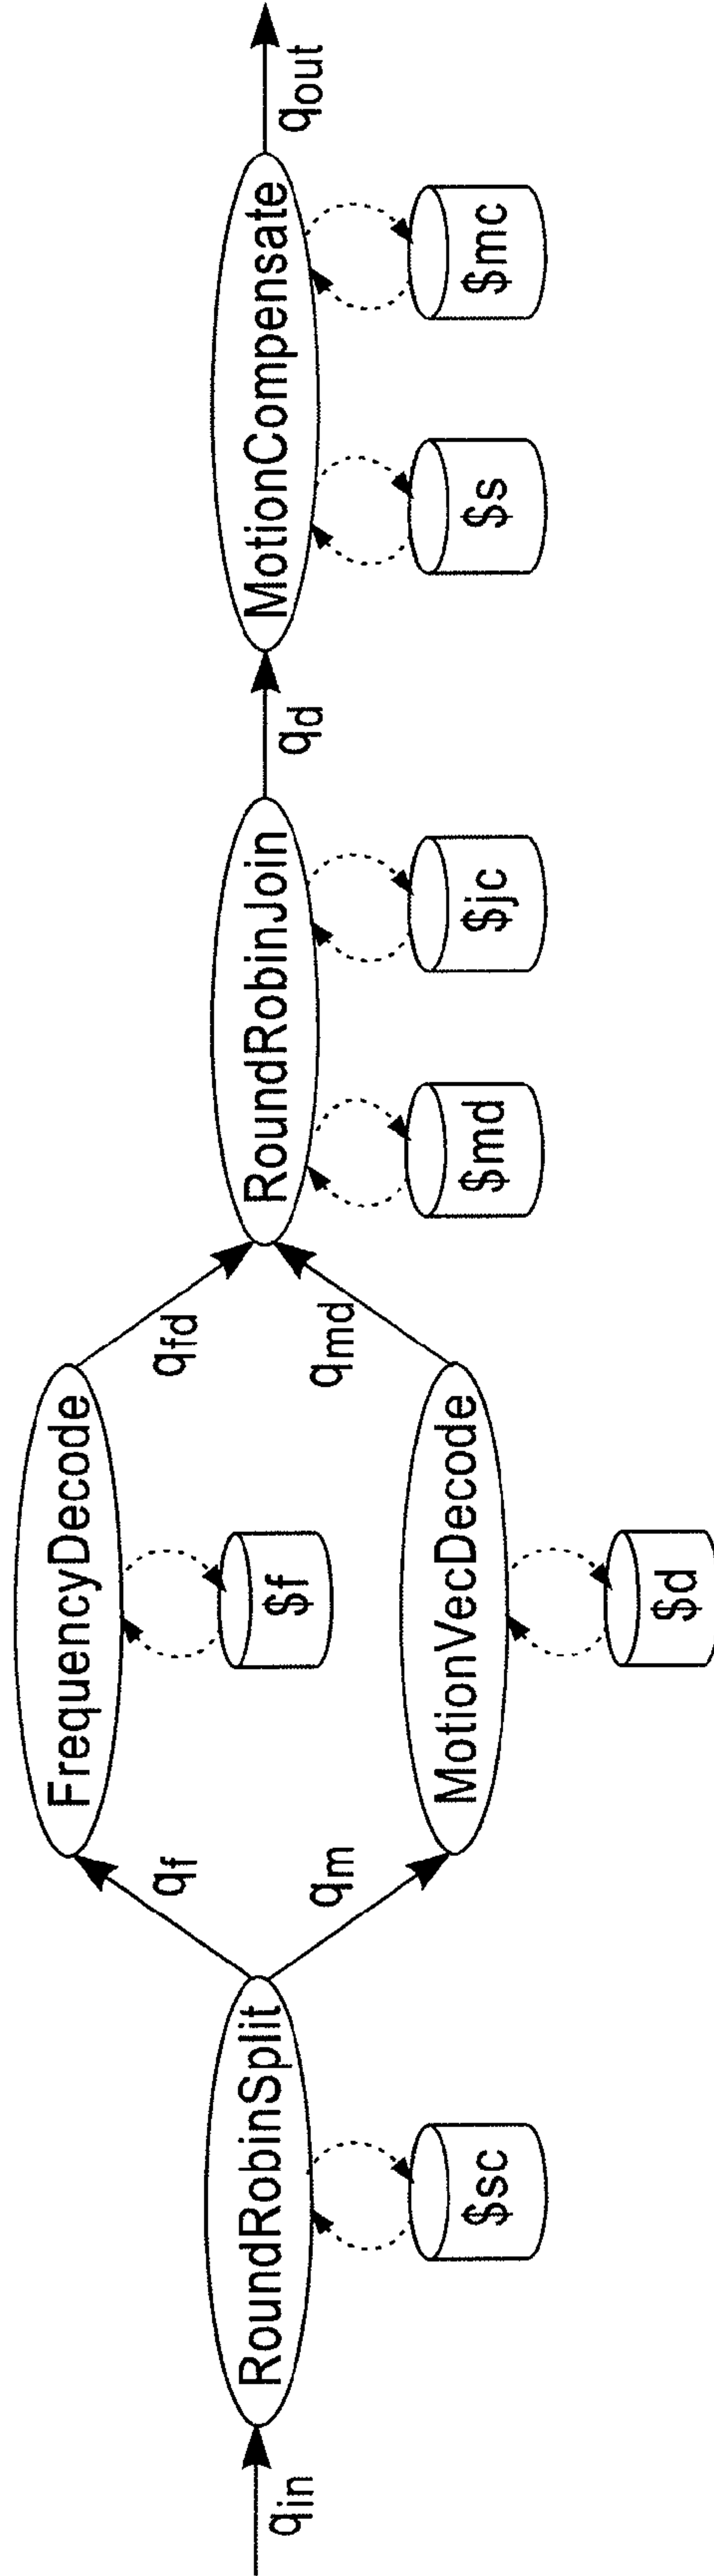 q_in
RoundRobinSplit
$sc
q_f
q_m
FrequencyDecode
$f
MotionVecDecode
$d
q_fd
q_md
RoundRobinJoin
$md
$jc
q_d
MotionCompensate
$s
$mc
q_out